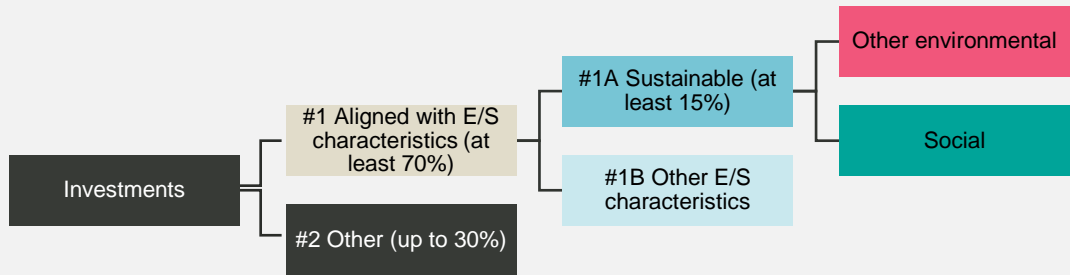 Investments
#1 Aligned with E/S
characteristics (at
least 70%)
#2 Other (up to 30%)
#1A Sustainable (at
least 15%)
#1B Other E/S
characteristics
Other environmental
Social